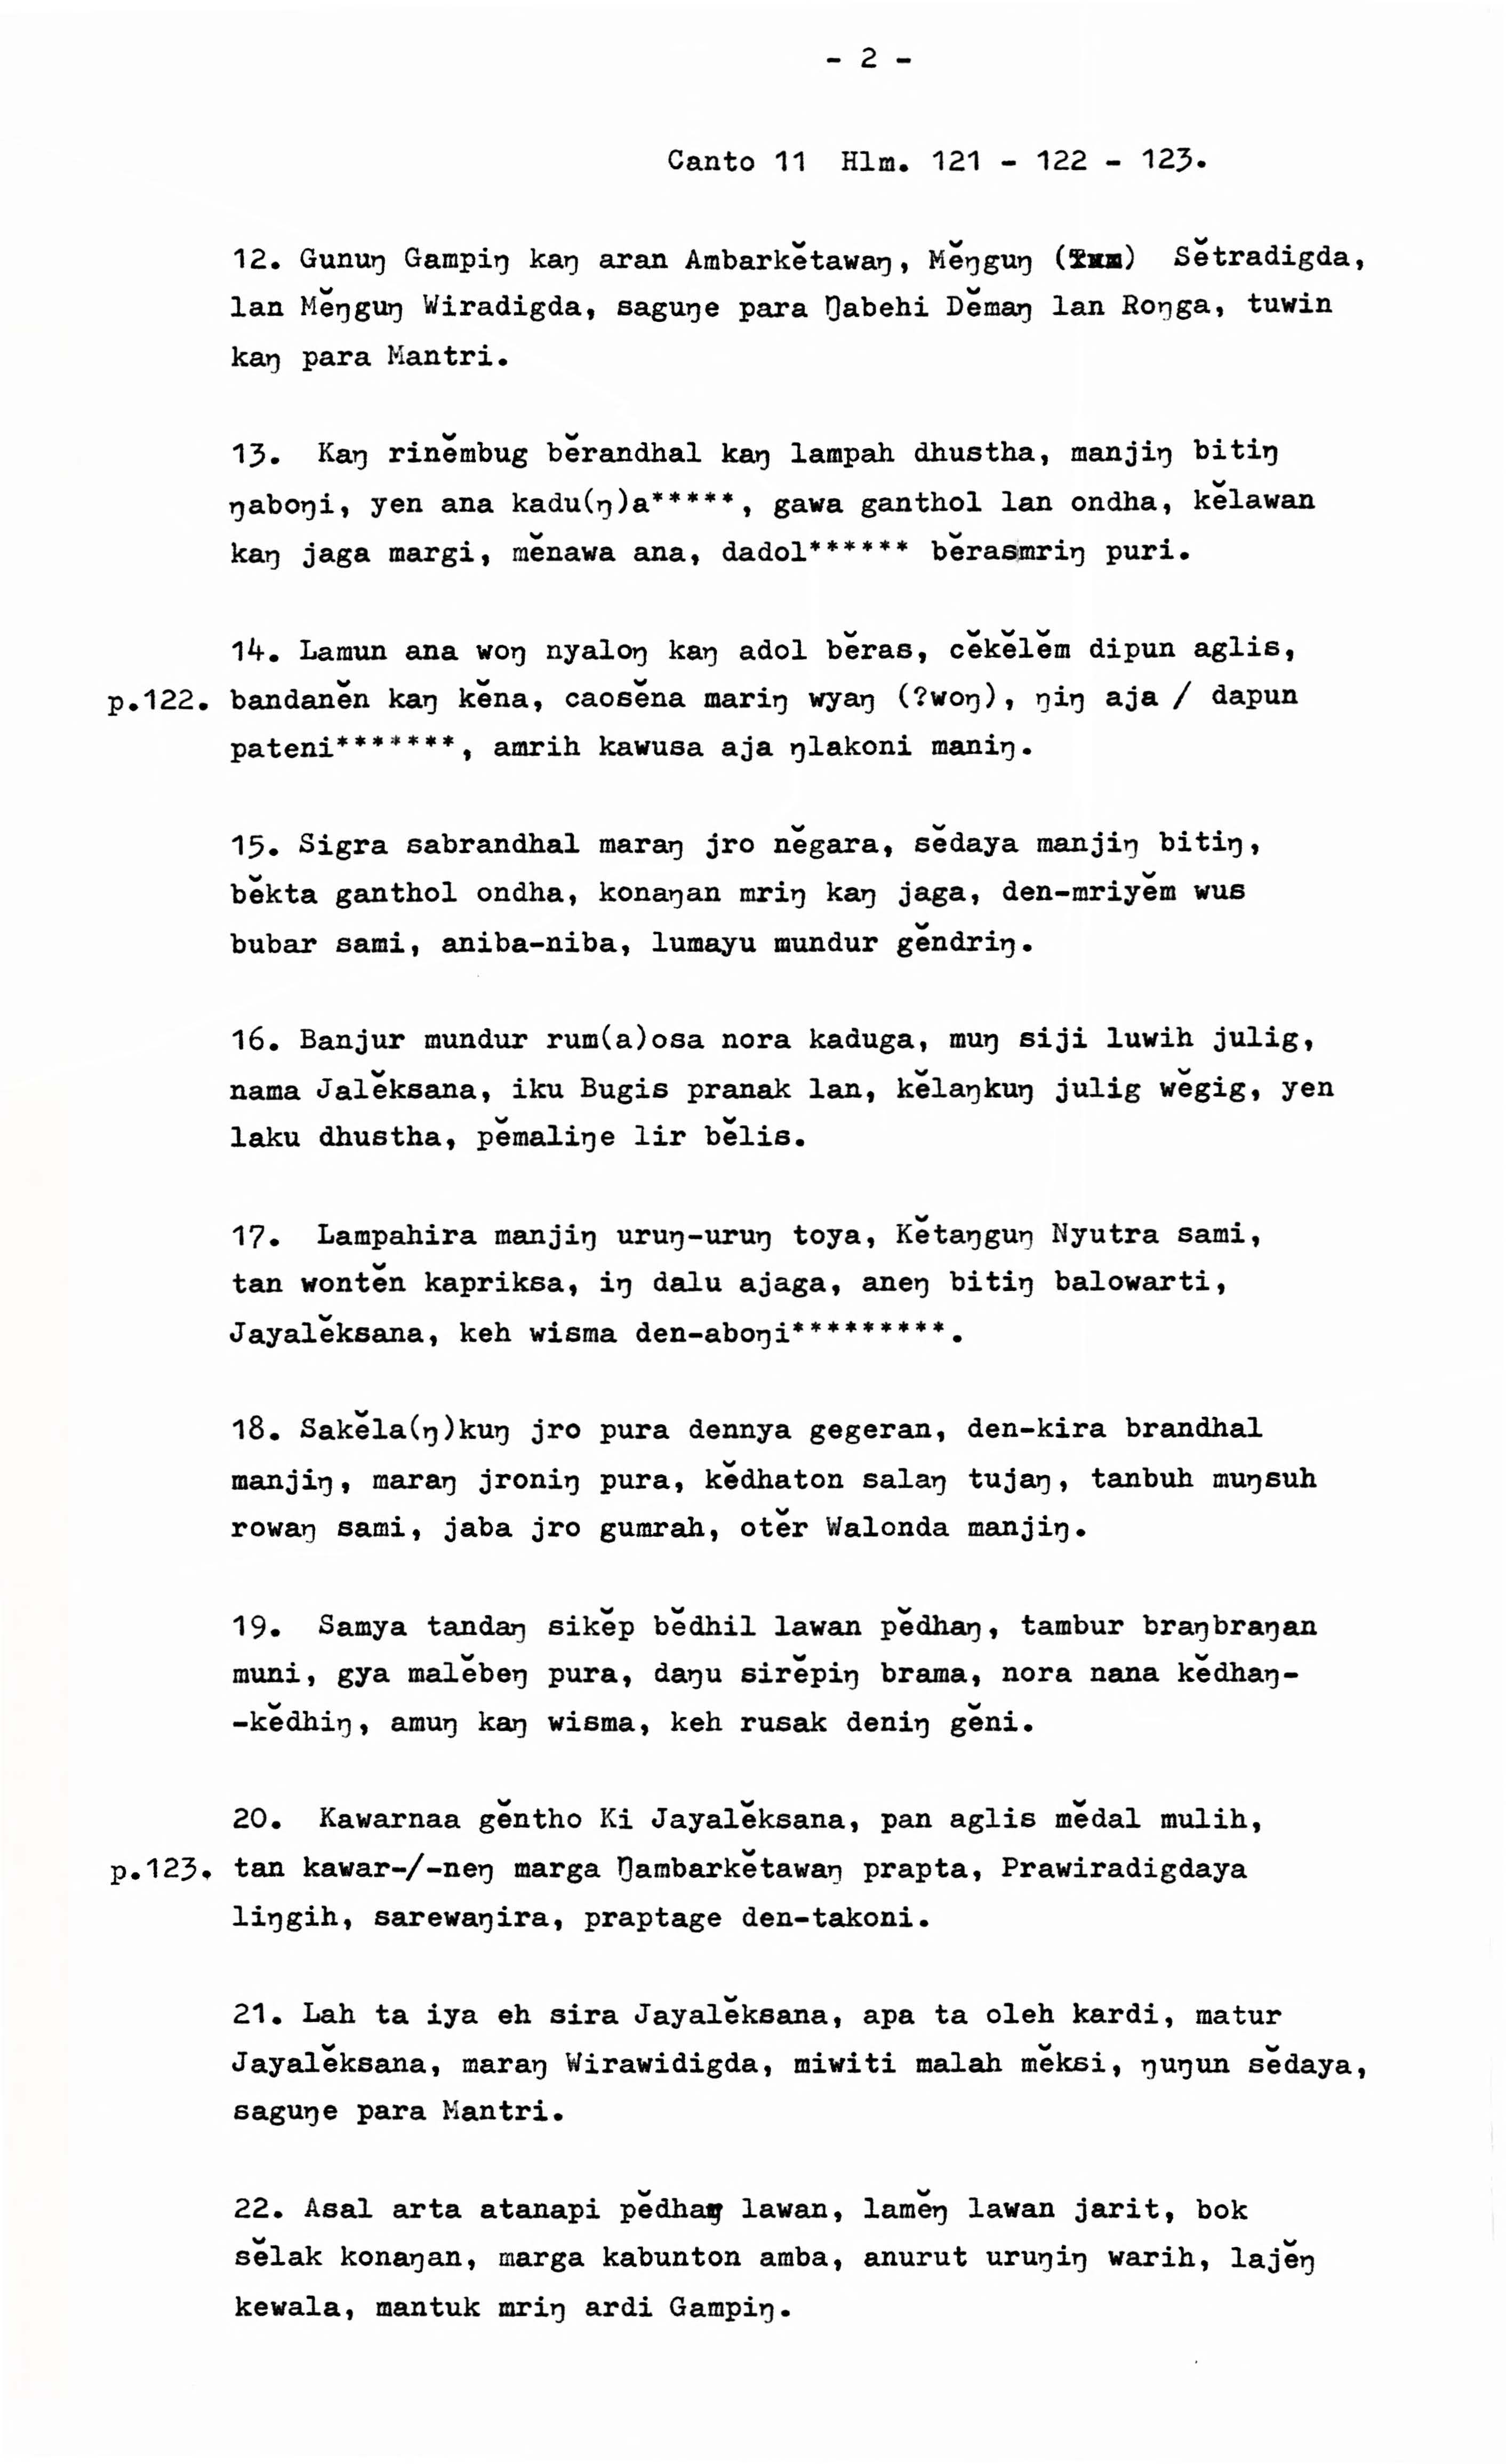 - 2 -
Canto 11 Hlm. 121 - 122 - 123.
12. Gunuŋ Gampiŋ kaŋ aran Ambarkĕtawaŋ, Mĕŋguŋ () Sĕtradigda,
lan Mĕŋguŋ Wiradigda, saguŋe para Ŋabehi Dĕmaŋ lan Roŋga, tuwin
kaŋ para Mantri.
13. Kaŋ rinĕmbug bĕrandhal kaŋ lampah dhustha, manjiŋ bitiŋ
ŋaboŋi, yen ana kadu(ŋ)a*****, gawa ganthol lan ondha, kĕlawan
kaŋ jaga margi, mĕnawa ana, dadol****** bĕrasmriŋ puri.
14. Lamun ana woŋ nyaloŋ kaŋ adol bĕras, cĕkĕlĕm dipun aglis,
p.122. bandanĕn kaŋ kĕna, caosĕna mariŋ wyaŋ (?woŋ), ŋiŋ aja / dapun
pateni*******, amrih kawusa aja ŋlakoni maniŋ.
15. Sigra sabrandhal maraŋ jro nĕgara, sĕdaya manjiŋ bitiŋ,
bĕkta ganthol ondha, konaŋan mriŋ kaŋ jaga, den-mriyĕm wus
bubar sami, aniba-niba, lumayu mundur gĕndriŋ.
16. Banjur mundur rum(a)osa nora kaduga, muŋ siji luwih julig,
nama Jalĕksana, iku Bugis pranak lan, kĕlaŋkuŋ julig wĕgig, yen
laku dhustha, pĕmaliŋe lir bĕlis.
17. Lampahira manjiŋ uruŋ-uruŋ toya, Kĕtaŋguŋ Nyutra sami,
tan wontĕn kapriksa, iŋ dalu ajaga, aneŋ bitiŋ balowarti,
Jayalĕksana, keh wisma den-aboŋi*********.
18. Sakĕla(ŋ)kuŋ jro pura dennya gegeran, den-kira brandhal
manjiŋ, maraŋ jroniŋ pura, kĕdhaton salaŋ tujaŋ, tanbuh muŋsuh
rowaŋ sami, jaba jro gumrah, otĕr Walonda manjiŋ.
19. Samya tandaŋ sikĕp bĕdhil lawan pĕdhaŋ, tambur braŋbraŋan
muni, gya malĕbeŋ pura, daŋu sirĕpiŋ brama, nora nana kĕdhaŋ-
-kĕdhiŋ, amuŋ kaŋ wisma, keh rusak deniŋ gĕni.
20. Kawarnaa gĕntho Ki Jayalĕksana, pan aglis mĕdal mulih,
p.123. tan kawar-/-neŋ marga Ŋambarkĕtawaŋ prapta, Prawiradigdaya
liŋgih, sarewaŋira, praptage den-takoni.
21. Lah ta iya eh sira Jayalĕksana, apa ta oleh kardi, matur
Jayalĕksana, maraŋ Wirawidigda, miwiti malah mĕksi, ŋuŋun sĕdaya,
saguŋe para Mantri.
22. Asal arta atanapi pĕdhaŋ lawan, lamĕŋ lawan jarit, bok
sĕlak konaŋan, marga kabunton amba, anurut uruŋiŋ warih, lajĕŋ
kewala, mantuk mriŋ ardi Gampiŋ.